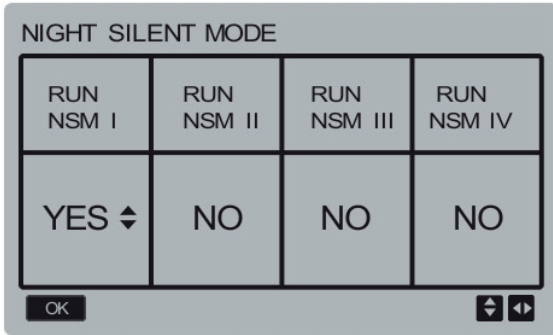 NIGHT SILENT MODE
RUN NSM I
RUN NSM II
RUN NSM III
RUN NSM IV
YES NO NO NO
OK